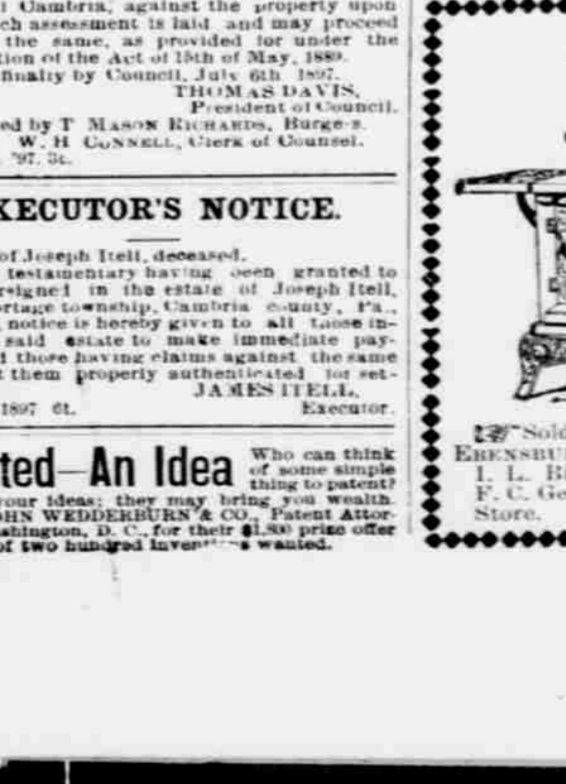 Cambria, against the property upon
ch assessment is laid and may proceed
the same, as provided for under the
tion of the Act of 15th of May, 1889.
finally by Council, July 6th 1897.
THOMAS DAVIS,
President of Council.
ed by T MASON RICHARDS, Burgess.
W. H CONNELL, Clerk of Counsel.
'97. 3t.
XECUTOR'S NOTICE.
of Joseph Itell, deceased.
testamentary having been granted to
rsigned in the estate of Joseph Itell,
ortage township, Cambria county, Pa.,
notice is hereby given to all those in-
said estate to make immediate pay-
d those having claims against the same
t them properly authenticated for set-
JAMES ITELL,
1897 6t.
Executor.
ted—An Idea
Who can think
of some simple
thing to patent?
your ideas; they may bring you wealth.
OHN WEDDERBURN & CO., Patent Attor-
ashington, D. C., for their $1,800 prize offer
of two hundred inventions wanted.
Sold
EBENSBU
I. L.
F. C. Ge
Store.